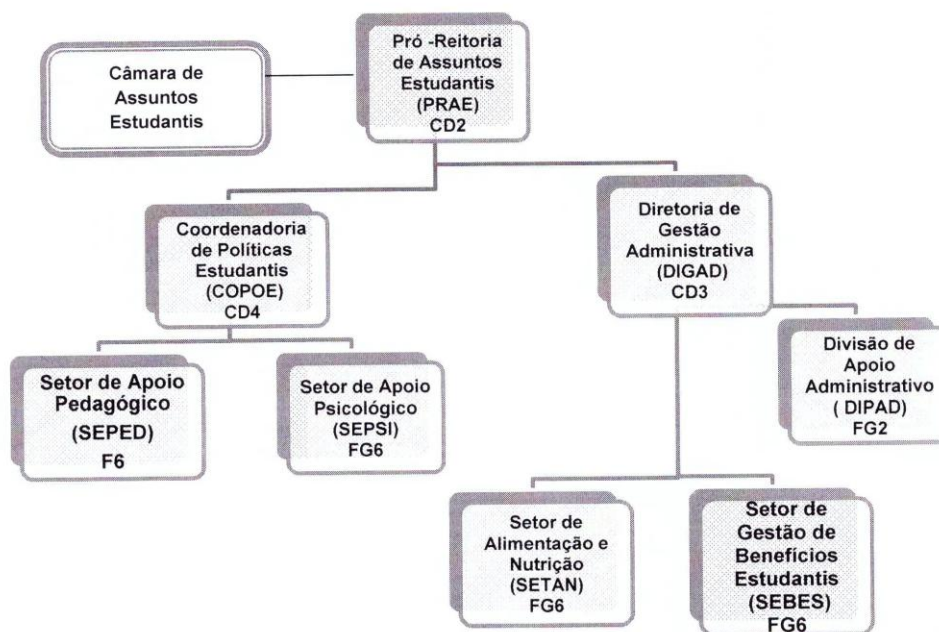 Câmara de
Assuntos
Estudantis
Pró -Reitoria
de Assuntos
Estudantis
(PRAE)
CD2
Coordenadoria
de Políticas
Estudantis
(COPOE)
CD4
Diretoria de
Gestão
Administrativa
(DIGAD)
CD3
Setor de Apoio
Pedagógico
(SEPED)
F6
Setor de Apoio
Psicológico
(SEPSI)
FG6
Divisão de
Apoio
Administrativo
( DIPAD)
FG2
Setor de
Alimentação e
Nutrição
(SETAN)
FG6
Setor de
Gestão de
Benefícios
Estudantis
(SEBES)
FG6